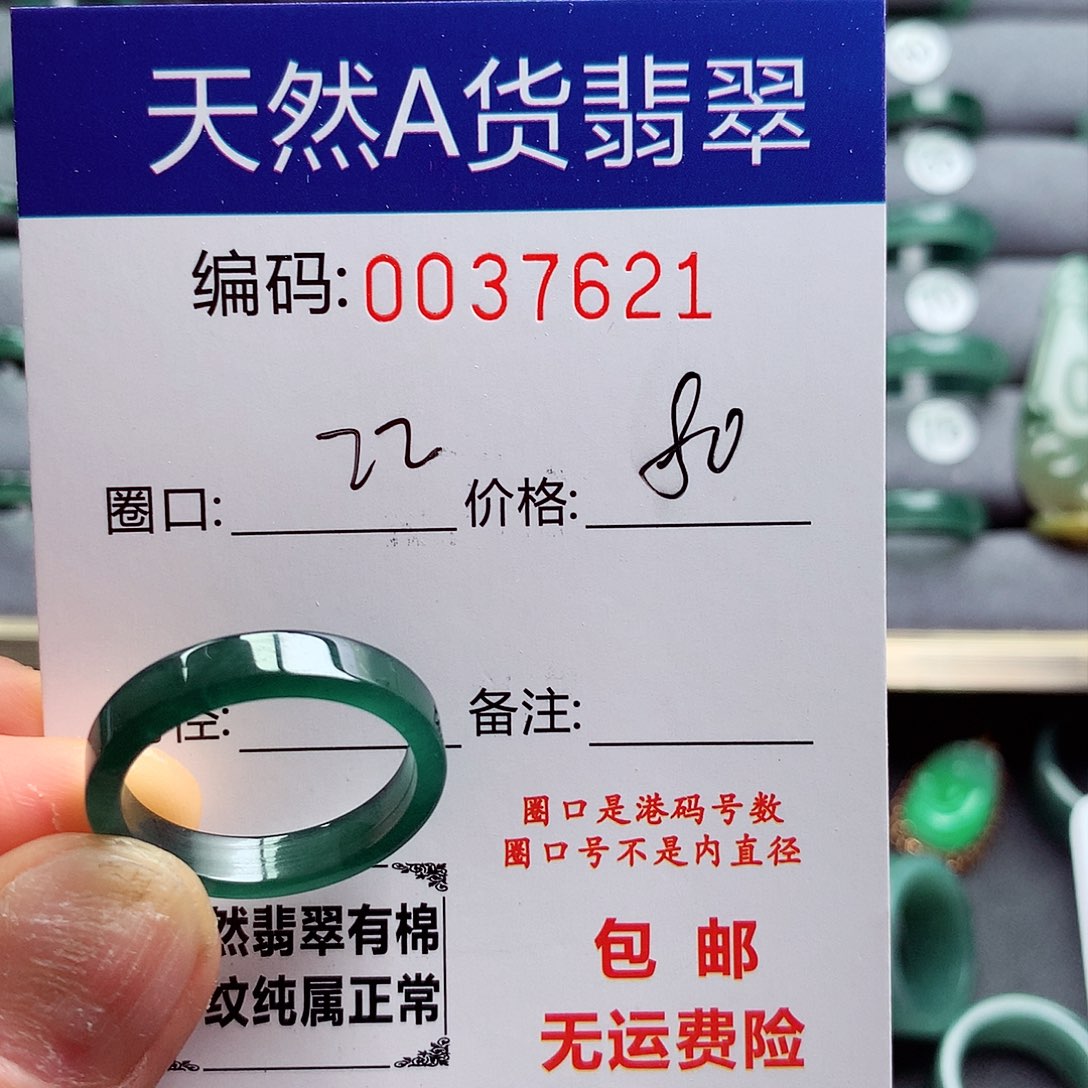 天然A货翡翠
编码:0037621
圈口: 22 价格: 80
径: 备注:
圈口是港码号数
圈口号不是内直径
然翡翠有棉
纹纯属正常
包 邮
无运费险